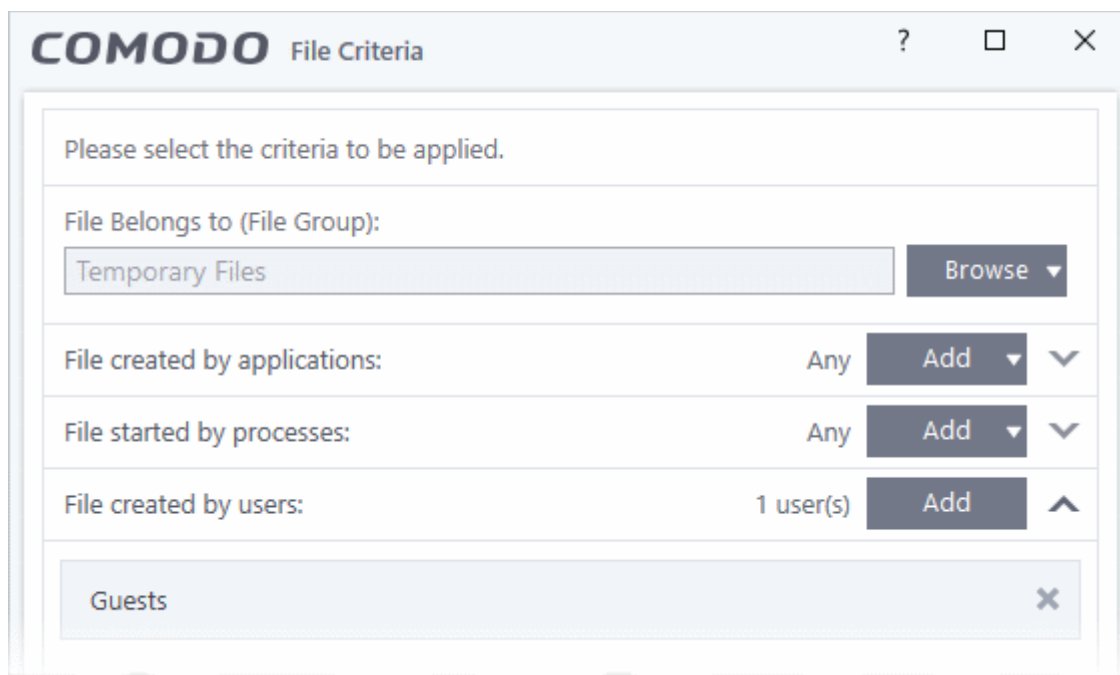 COMODO File Criteria ?
Please select the criteria to be applied.
File Belongs to (File Group):
Temporary Files Browse
File created by applications: Any Add
File started by processes: Any Add
File created by users: 1 user(s) Add
Guests